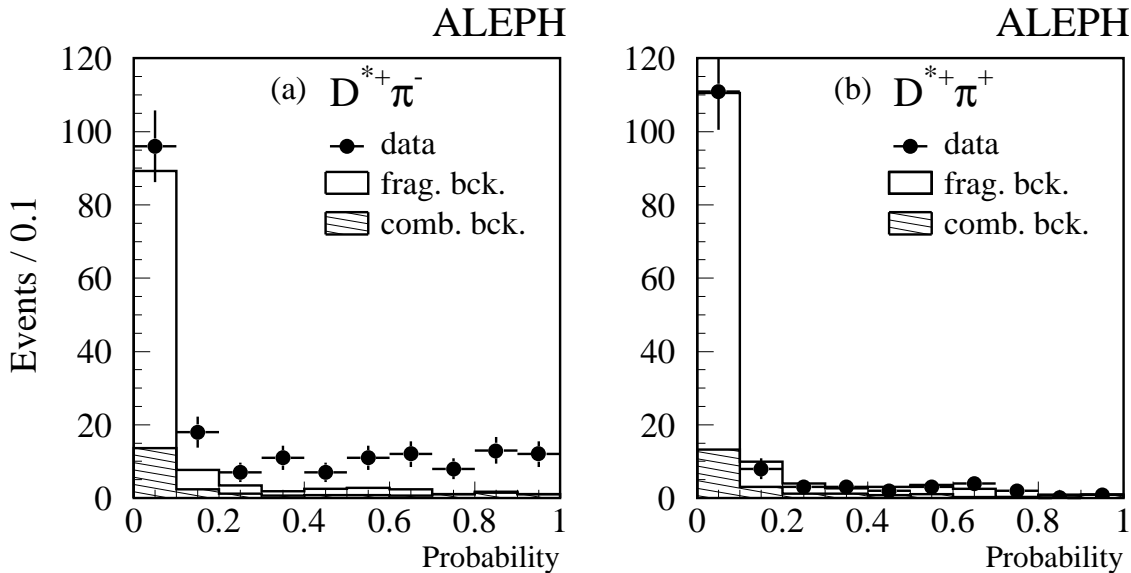 ALEPH
Events / 0.1
120
100
80
60
40
20
0
(a) D*+π-
data
frag. bck.
comb. bck.
0 0.2 0.4 0.6 0.8 1
Probability
ALEPH
120
100
80
60
40
20
0
(b) D*+π+
data
frag. bck.
comb. bck.
0 0.2 0.4 0.6 0.8 1
Probability